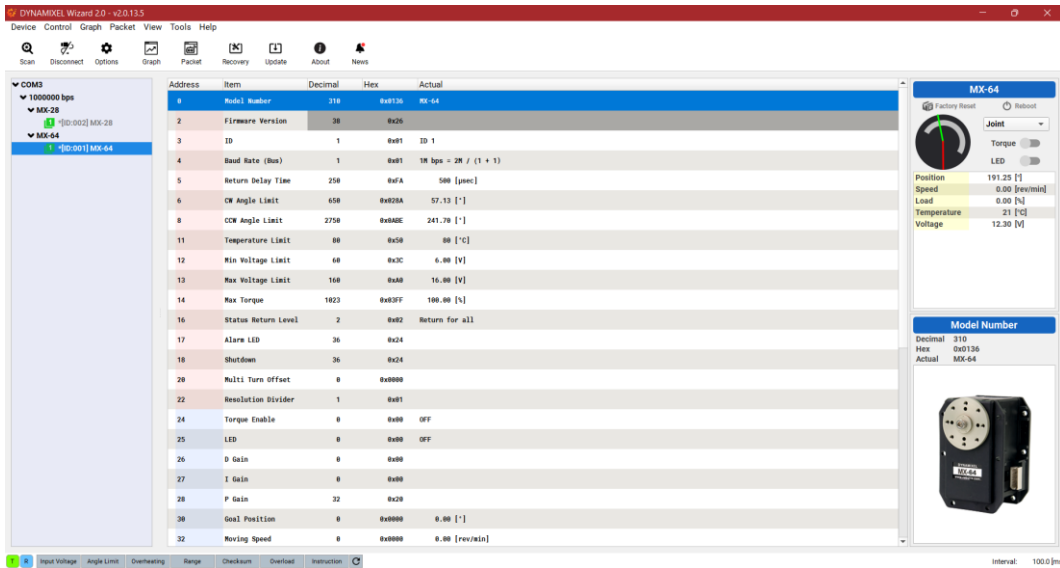 DYNAMIXEL Wizard 2.0 - v2.0.13.5
Device Control Graph Packet View Tools Help
Scan Disconnect Options Graph Packet Recovery Update About News
COM3
1000000 bps
MX-28
1 *[ID:002] MX-28
MX-64
1 *[ID:001] MX-64
Address Item Decimal Hex Actual
0 Model Number 310 0x0136 MX-64
2 Firmware Version 38 0x26
3 ID 1 0x01 ID 1
4 Baud Rate (Bus) 1 0x01 1M bps = 2M / (1 + 1)
5 Return Delay Time 250 0xFA 500 [μsec]
6 CW Angle Limit 650 0x028A 57.13 [°]
8 CCW Angle Limit 2750 0x0ABE 241.70 [°]
11 Temperature Limit 80 0x50 80 [°C]
12 Min Voltage Limit 60 0x3C 6.00 [V]
13 Max Voltage Limit 160 0xA0 16.00 [V]
14 Max Torque 1023 0x03FF 100.00 [%]
16 Status Return Level 2 0x02 Return for all
17 Alarm LED 36 0x24
18 Shutdown 36 0x24
20 Multi Turn Offset 0 0x0000
22 Resolution Divider 1 0x01
24 Torque Enable 0 0x00 OFF
25 LED 0 0x00 OFF
26 D Gain 0 0x00
27 I Gain 0 0x00
28 P Gain 32 0x20
30 Goal Position 0 0x0000 0.00 [°]
32 Moving Speed 0 0x0000 0.00 [rev/min]
MX-64
Factory Reset Reboot
Joint
Torque
LED
Position 191.25 [°]
Speed 0.00 [rev/min]
Load 0.00 [%]
Temperature 21 [°C]
Voltage 12.30 [V]
Model Number
Decimal 310
Hex 0x0136
Actual MX-64
DYNAMIXEL
MX-64
T R Input Voltage Angle Limit Overheating Range Checksum Overload Instruction Interval: 100.0 [m